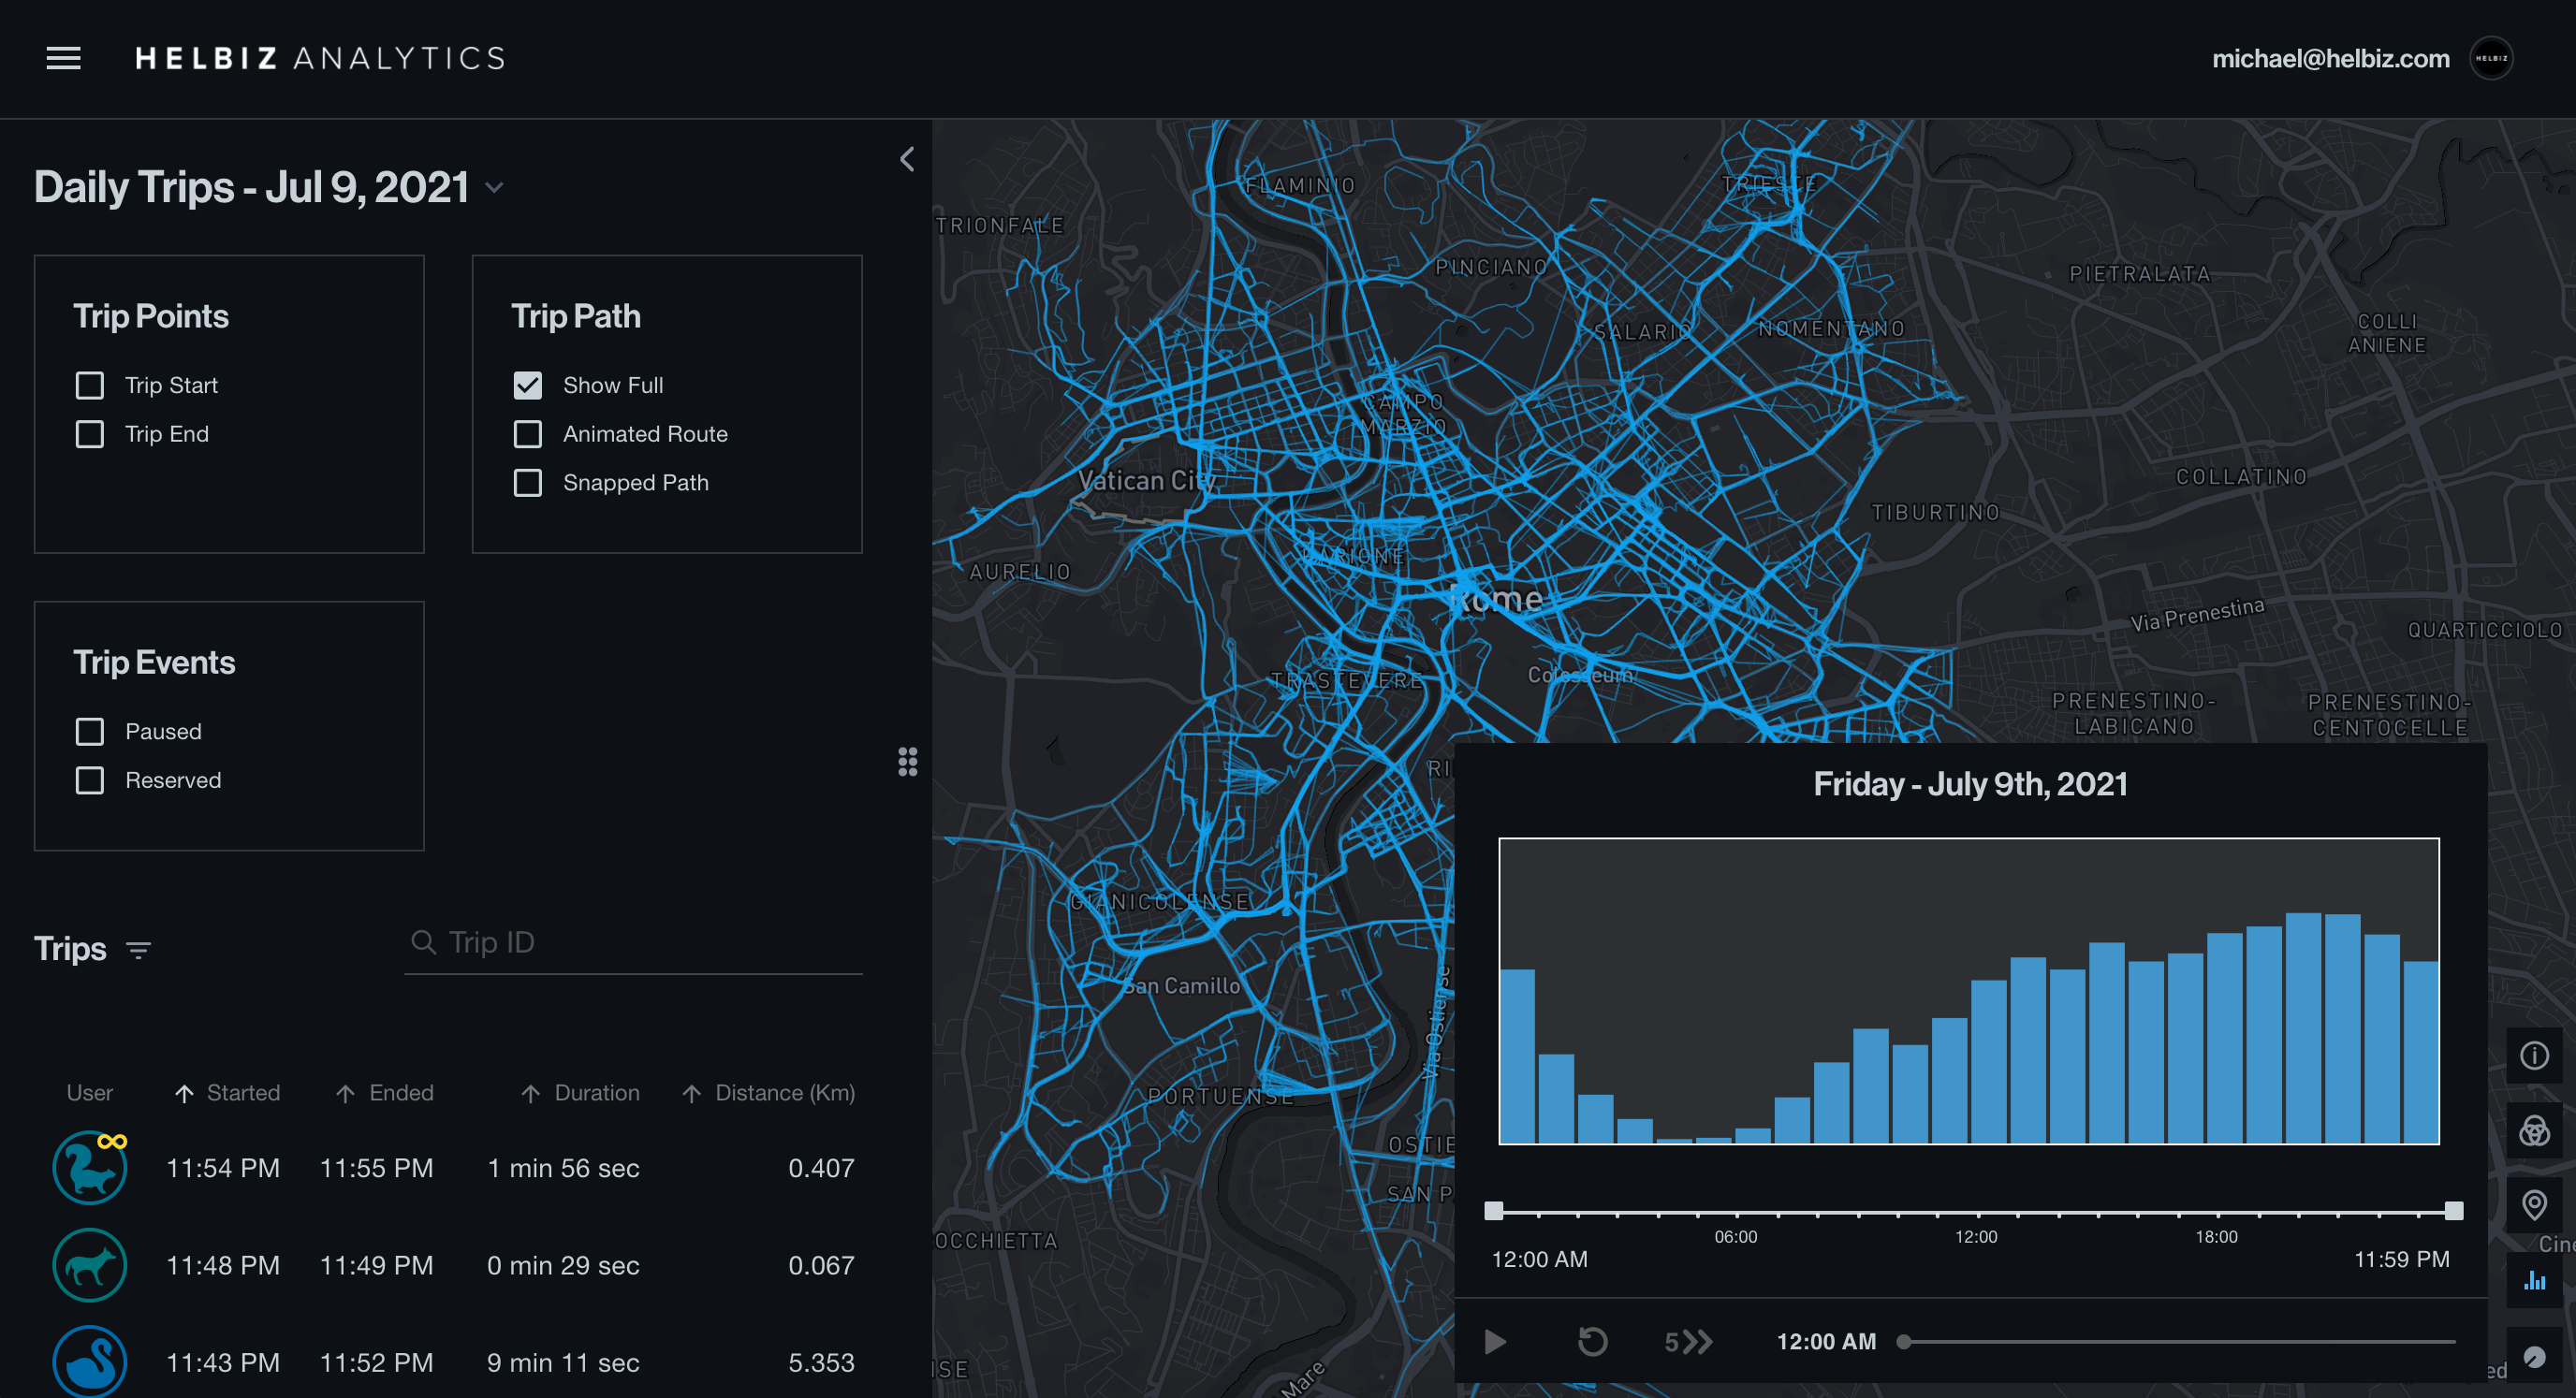 HELBIZ ANALYTICS
michael@helbiz.com
HELBIZ
Daily Trips - Jul 9, 2021
Trip Points
Trip Start
Trip End
Trip Path
Show Full
Animated Route
Snapped Path
Trip Events
Paused
Reserved
Trips
Trip ID
User Started Ended Duration Distance (Km)
11:54 PM 11:55 PM 1 min 56 sec 0.407
11:48 PM 11:49 PM 0 min 29 sec 0.067
11:43 PM 11:52 PM 9 min 11 sec 5.353
FLAMINIO
TRIESTE
TRIONFALE
PINCIANO
PIETRALATA
SALARIO
NOMENTANO
COLLI
ANIENE
CAMPO
MARZIO
Vatican City
COLLATINO
TIBURTINO
PARIONE
AURELIO
Rome
Via Prenestina
QUARTICCIOLO
Colosseum
TRASTEVERE
PRENESTINO-
LABICANO
PRENESTINO-
CENTOCELLE
RI
GIANICOLENSE
San Camillo
Via Ostiense
PORTUENSE
OSTIE
SAN P
OCCHIETTA
Cine
ISE
Mare
ed
Friday - July 9th, 2021
06:00 12:00 18:00
12:00 AM 11:59 PM
5 12:00 AM